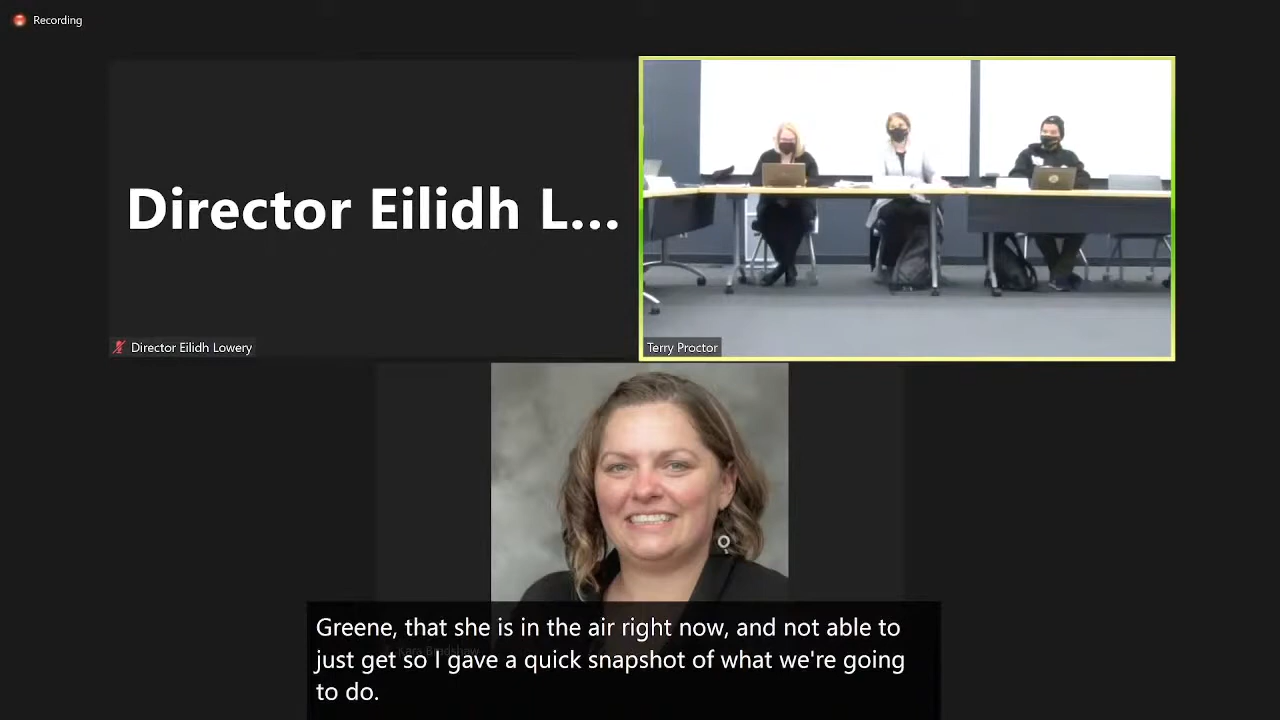 Recording
Director Eilidh L...
Director Eilidh Lowery
Terry Proctor
Greene, that she is in the air right now, and not able to
just get so I gave a quick snapshot of what we're going
to do.